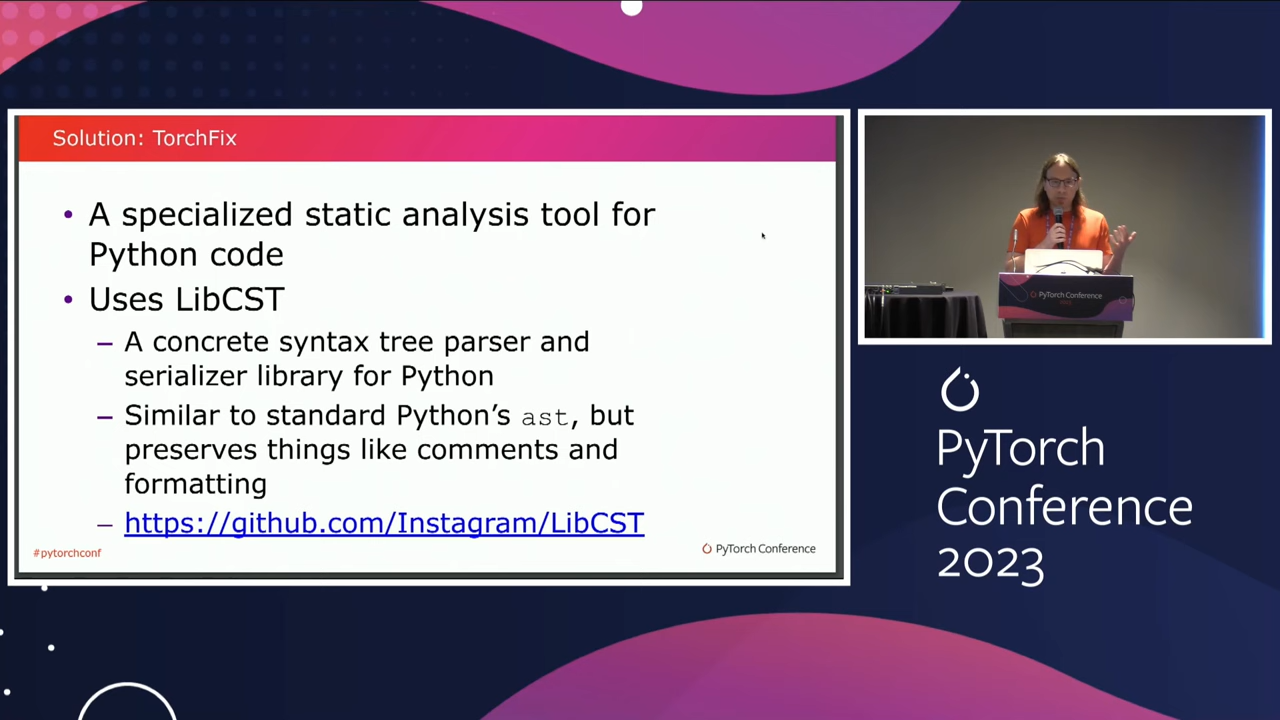 Solution: TorchFix
• A specialized static analysis tool for
Python code
• Uses LibCST
– A concrete syntax tree parser and
serializer library for Python
– Similar to standard Python’s ast, but
preserves things like comments and
formatting
– https://github.com/Instagram/LibCST
#pytorchconf
PyTorch Conference
PyTorch Conference
2023
PyTorch
Conference
2023